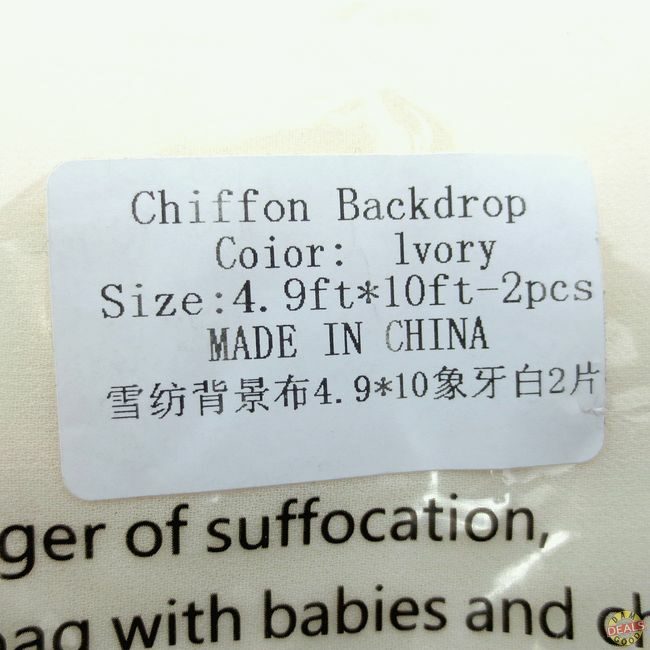 Chiffon Backdrop
Coior: lvory
Size:4.9ft*10ft-2pcs
MADE IN CHINA
雪纺背景布4.9*10象牙白2片
ger of suffocation,
bag with babies and ch
DEALS